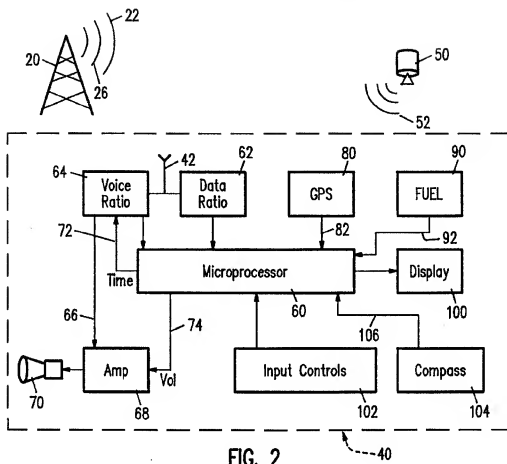 22
20
26
50
52
42
62
80
90
64
Voice
Ratio
Data
Ratio
GPS
FUEL
72
82
92
Time
Microprocessor
Display
60
100
66
74
106
70
Amp
Vol
Input Controls
Compass
68
102
104
FIG. 2
40